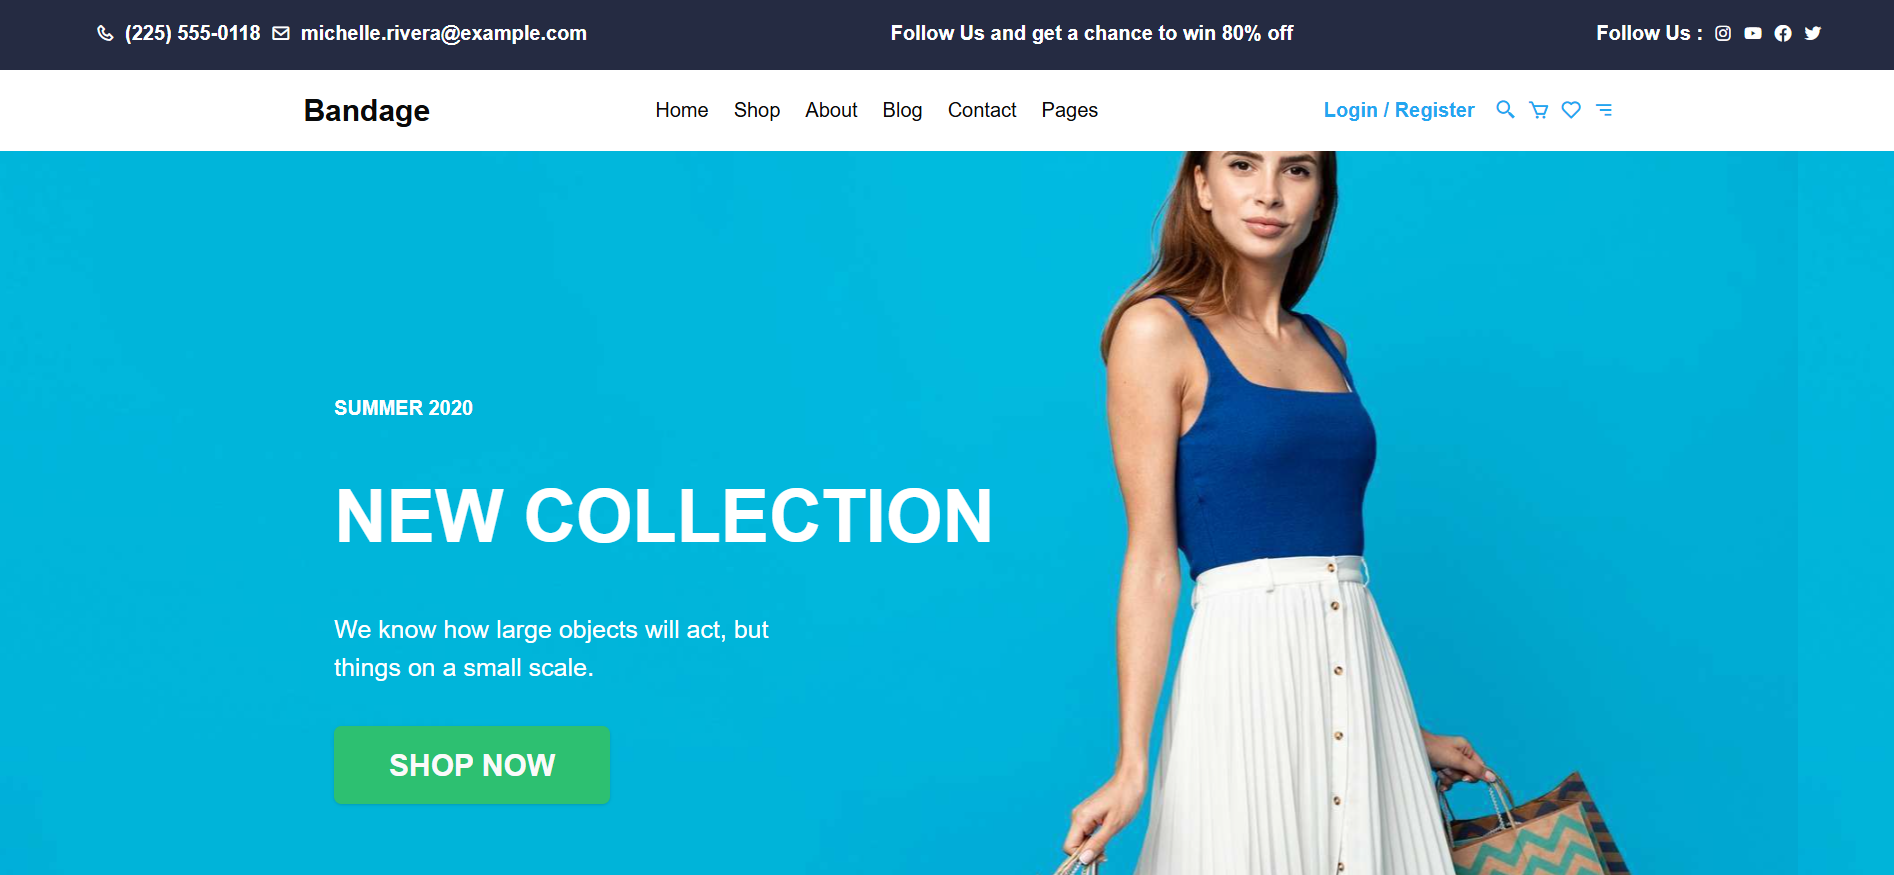 (225) 555-0118 michelle.rivera@example.com Follow Us and get a chance to win 80% off Follow Us :
Bandage Home Shop About Blog Contact Pages Login / Register
SUMMER 2020
NEW COLLECTION
We know how large objects will act, but
things on a small scale.
SHOP NOW